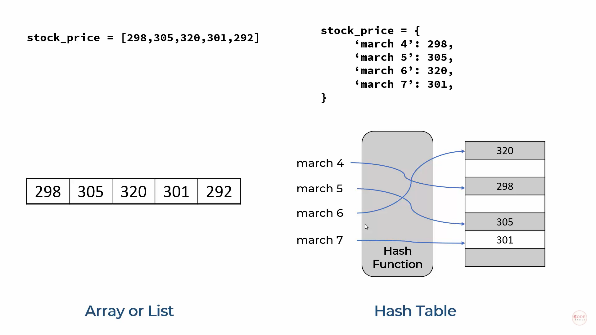 stock_price = [298,305,320,301,292]
stock_price = {
‘march 4’: 298,
‘march 5’: 305,
‘march 6’: 320,
‘march 7’: 301,
}
298 305 320 301 292
march 4
march 5
march 6
march 7
Hash
Function
320
298
305
301
Array or List
Hash Table